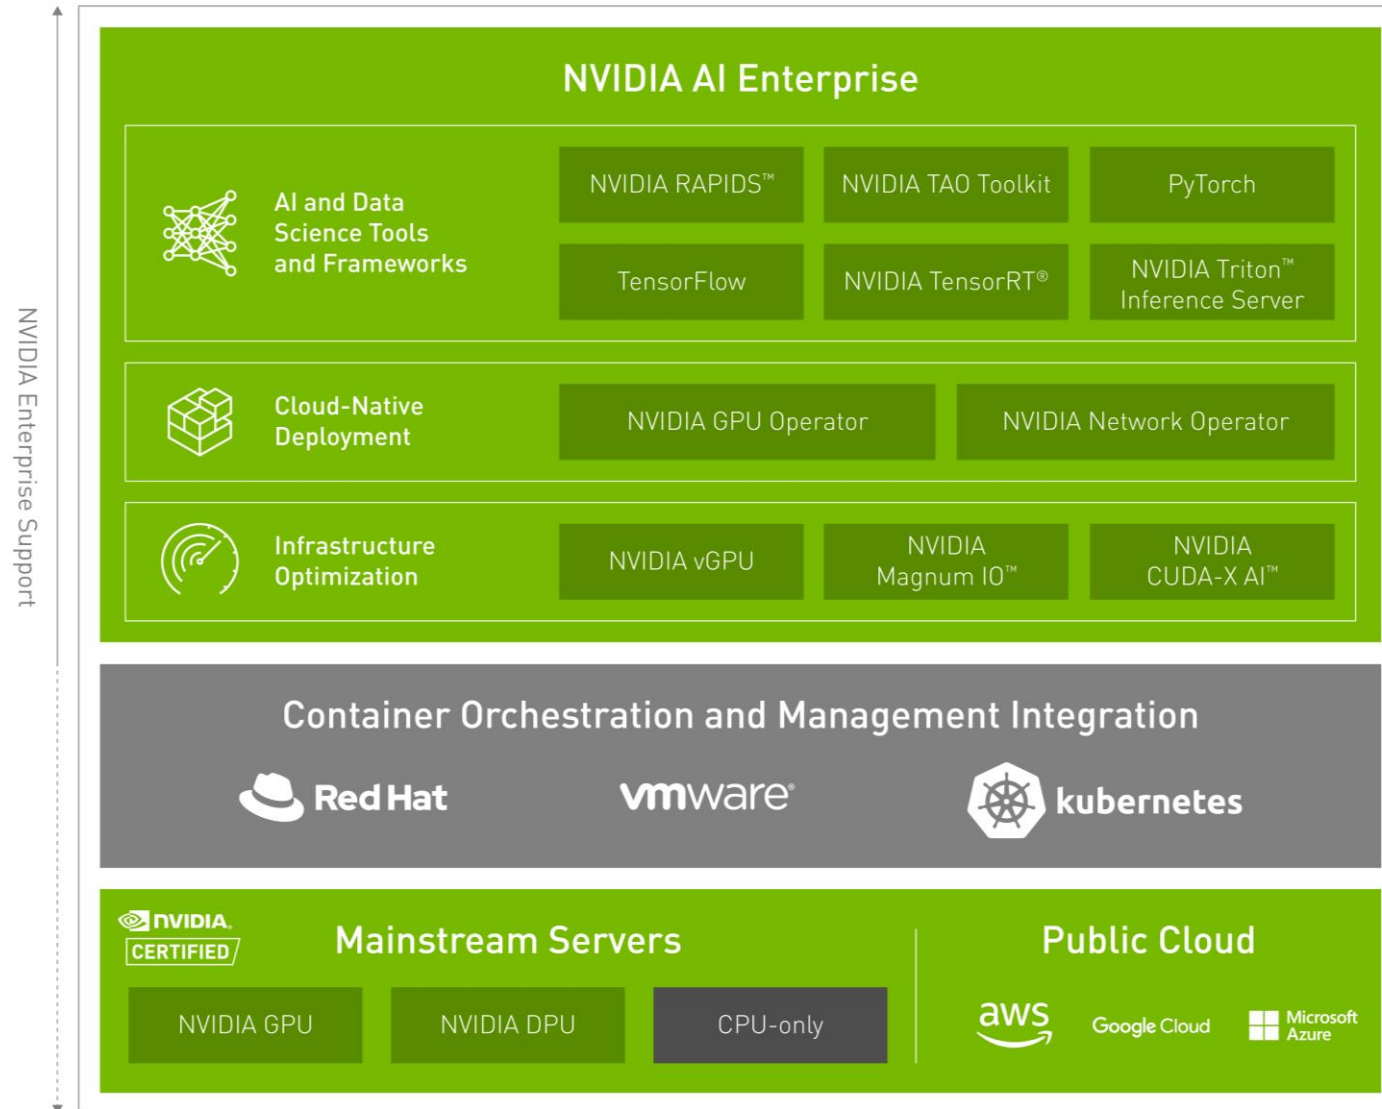 NVIDIA Enterprise Support
NVIDIA AI Enterprise
AI and Data
Science Tools
and Frameworks
NVIDIA RAPIDS™
NVIDIA TAO Toolkit
PyTorch
TensorFlow
NVIDIA TensorRT®
NVIDIA Triton™
Inference Server
Cloud-Native
Deployment
NVIDIA GPU Operator
NVIDIA Network Operator
Infrastructure
Optimization
NVIDIA vGPU
NVIDIA
Magnum IO™
NVIDIA
CUDA-X AI™
Container Orchestration and Management Integration
Red Hat
vmware®
kubernetes
NVIDIA.
CERTIFIED
Mainstream Servers
NVIDIA GPU
NVIDIA DPU
CPU-only
Public Cloud
aws
Google Cloud
Microsoft
Azure